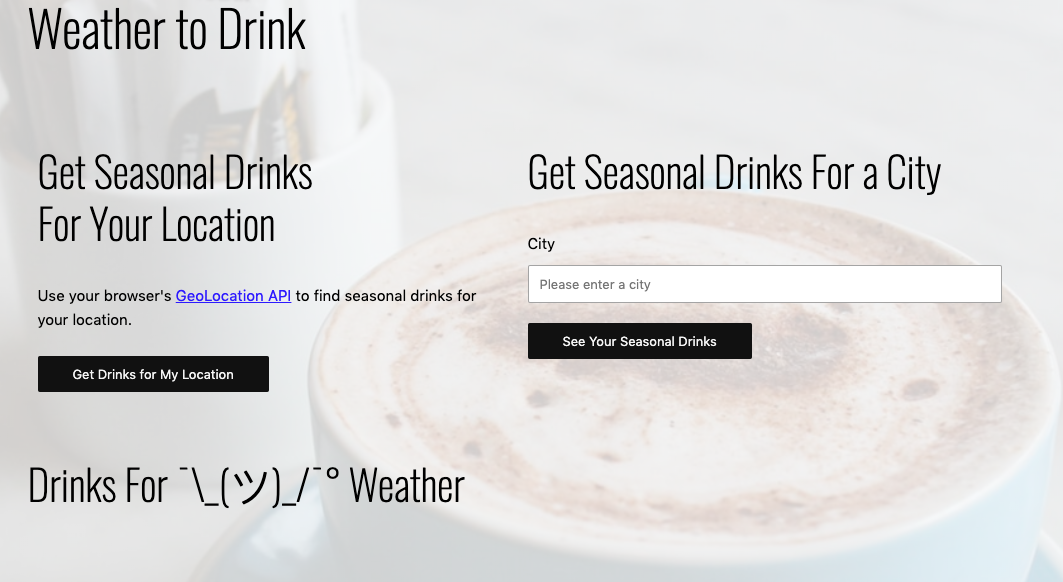 Weather to Drink
Get Seasonal Drinks
For Your Location
Use your browser's GeoLocation API to find seasonal drinks for
your location.
Get Drinks for My Location
Get Seasonal Drinks For a City
City
Please enter a city
See Your Seasonal Drinks
Drinks For ¯\_(ツ)_/¯° Weather